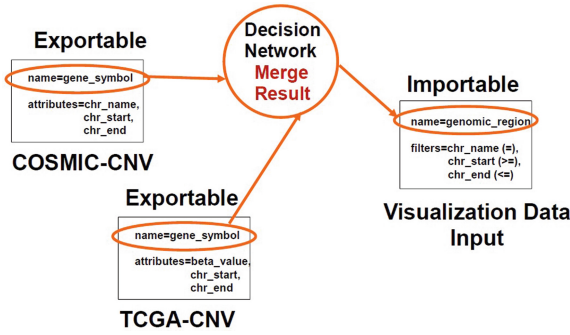 Exportable
name=gene_symbol
attributes=chr_name,
chr_start,
chr_end
COSMIC-CNV
Decision
Network
Merge
Result
Importable
name=genomic_region
filters=chr_name (=),
chr_start (>=),
chr_end (<=)
Visualization Data
Input
Exportable
name=gene_symbol
attributes=beta_value,
chr_start,
chr_end
TCGA-CNV